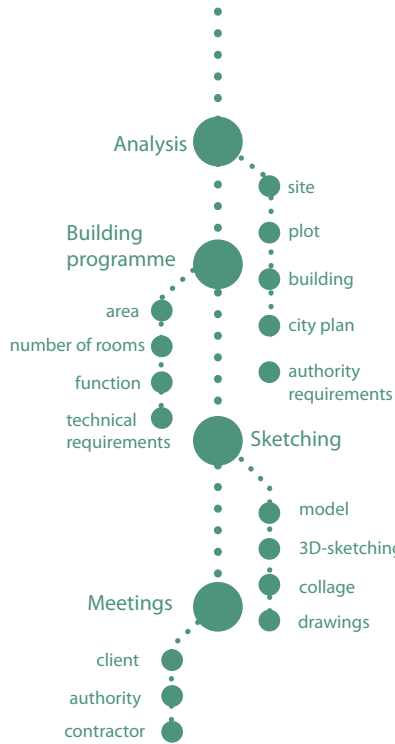 Analysis
site
plot
building
city plan
authority
requirements
Building
programme
area
number of rooms
function
technical
requirements
Sketching
model
3D-sketching
collage
drawings
Meetings
client
authority
contractor